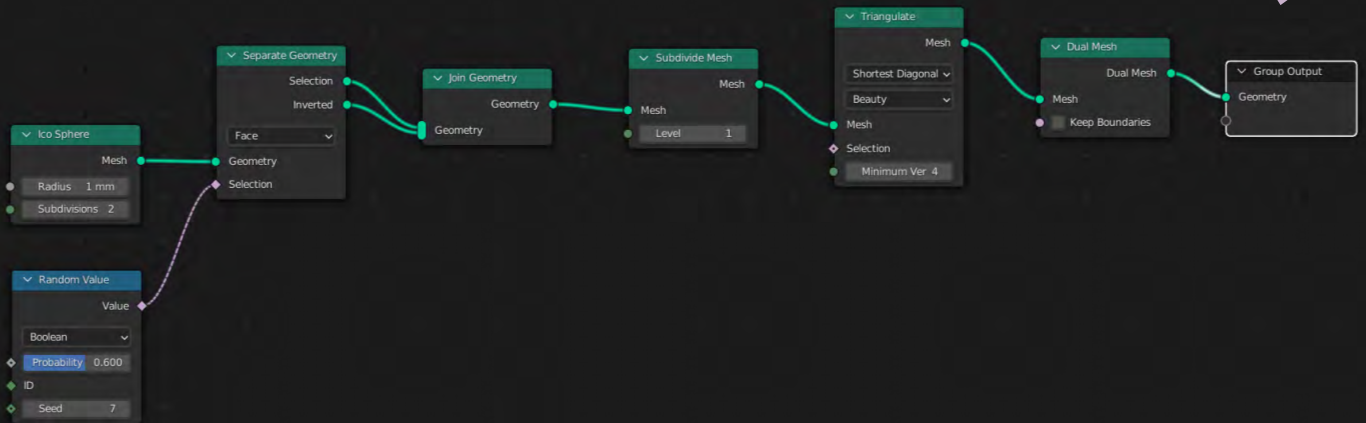 Ico Sphere
Mesh
Radius 1 mm
Subdivisions 2
Random Value
Value
Boolean
Probability 0.600
ID
Seed 7
Separate Geometry
Selection
Inverted
Face
Geometry
Selection
Join Geometry
Geometry
Geometry
Subdivide Mesh
Mesh
Mesh
Level 1
Triangulate
Mesh
Shortest Diagonal
Beauty
Mesh
Selection
Minimum Ver 4
Dual Mesh
Dual Mesh
Mesh
Keep Boundaries
Group Output
Geometry